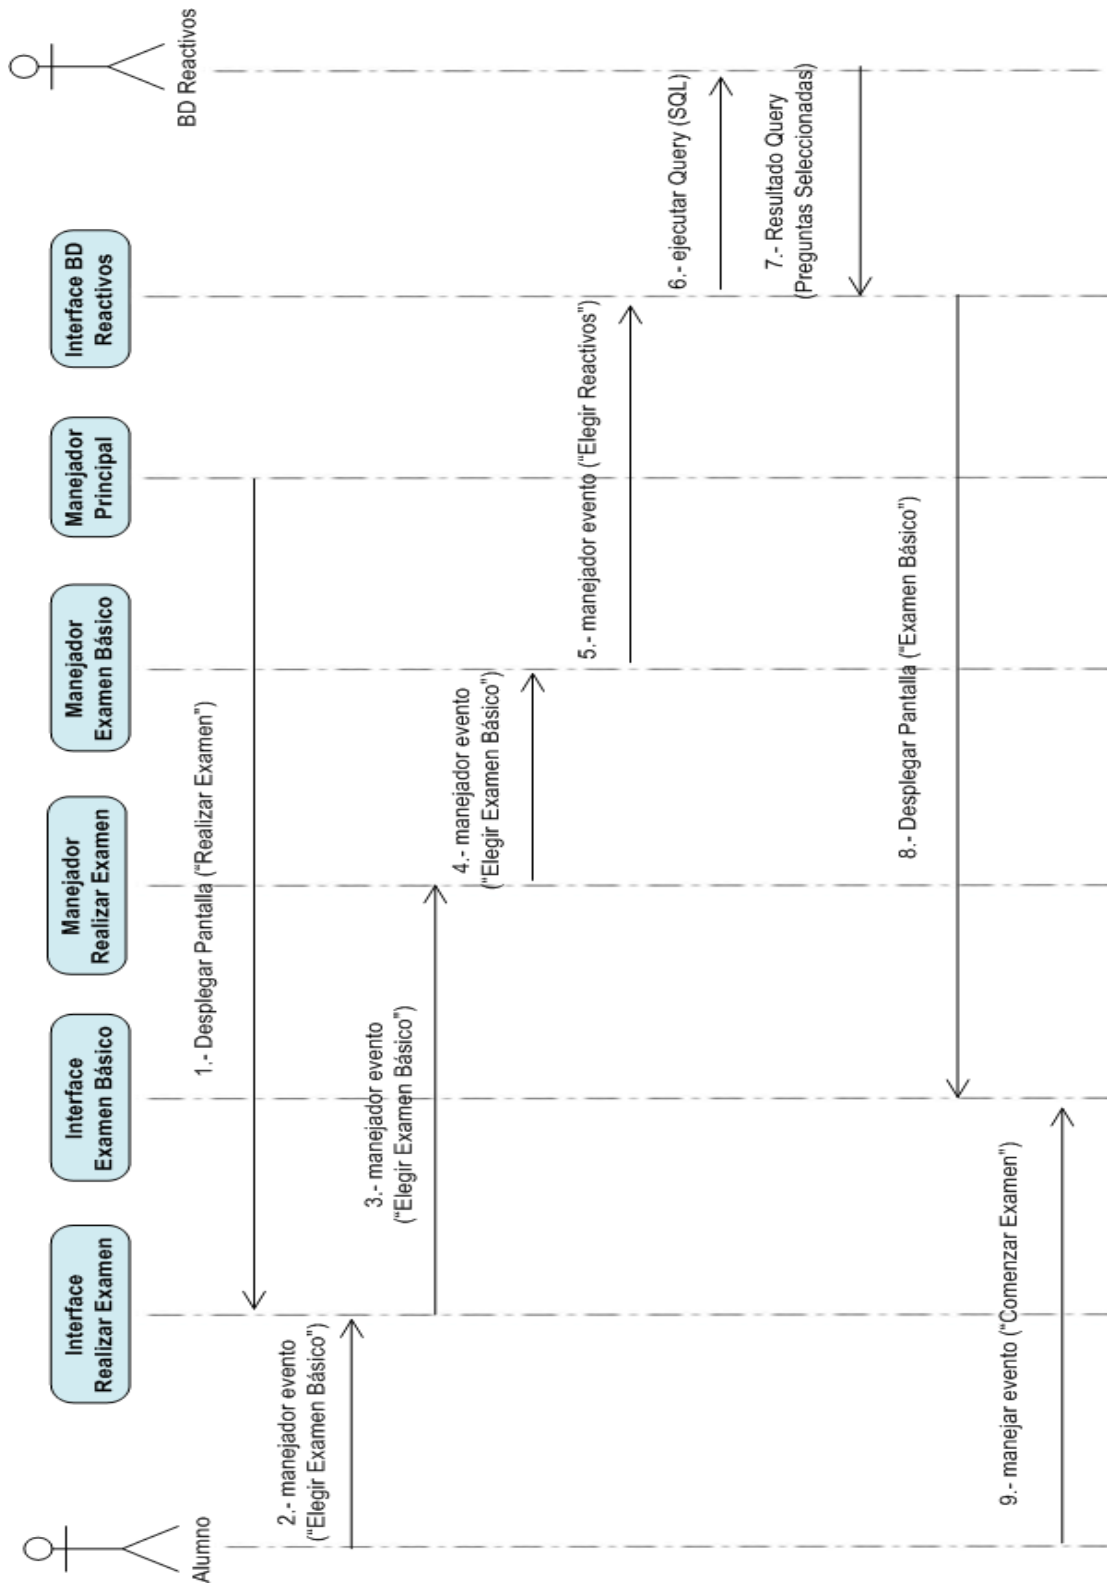 Alumno
Interface
Realizar Examen
Interface
Examen Básico
Manejador
Realizar Examen
Manejador
Examen Básico
Manejador
Principal
Interface BD
Reactivos
BD Reactivos
1.- Desplegar Pantalla (“Realizar Examen”)
2.- manejador evento
(“Elegir Examen Básico”)
3.- manejador evento
(“Elegir Examen Básico”)
4.- manejador evento
(“Elegir Examen Básico”)
5.- manejador evento (“Elegir Reactivos”)
6.- ejecutar Query (SQL)
7.- Resultado Query
(Preguntas Seleccionadas)
8.- Desplegar Pantalla (“Examen Básico”)
9.- manejar evento (“Comenzar Examen”)